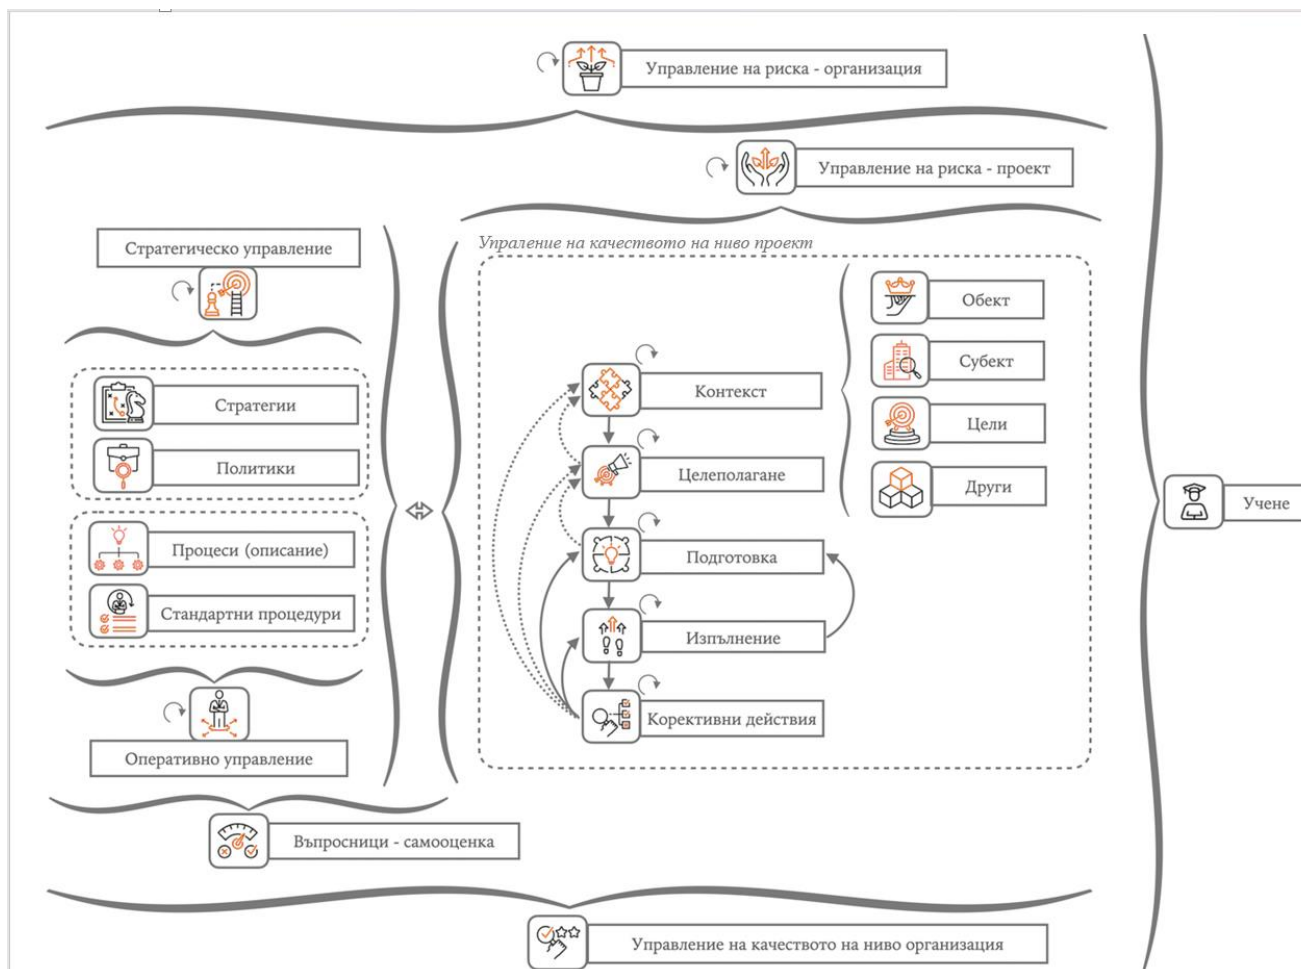 Управление на риска - организация
Управление на риска - проект
Стратегическо управление
Стратегии
Политики
Процеси (описание)
Стандартни процедури
Оперативно управление
Въпросници - самооценка
Упраление на качеството на ниво проект
Контекст
Целеполагане
Подготовка
Изпълнение
Корективни действия
Обект
Субект
Цели
Други
Учене
Управление на качеството на ниво организация